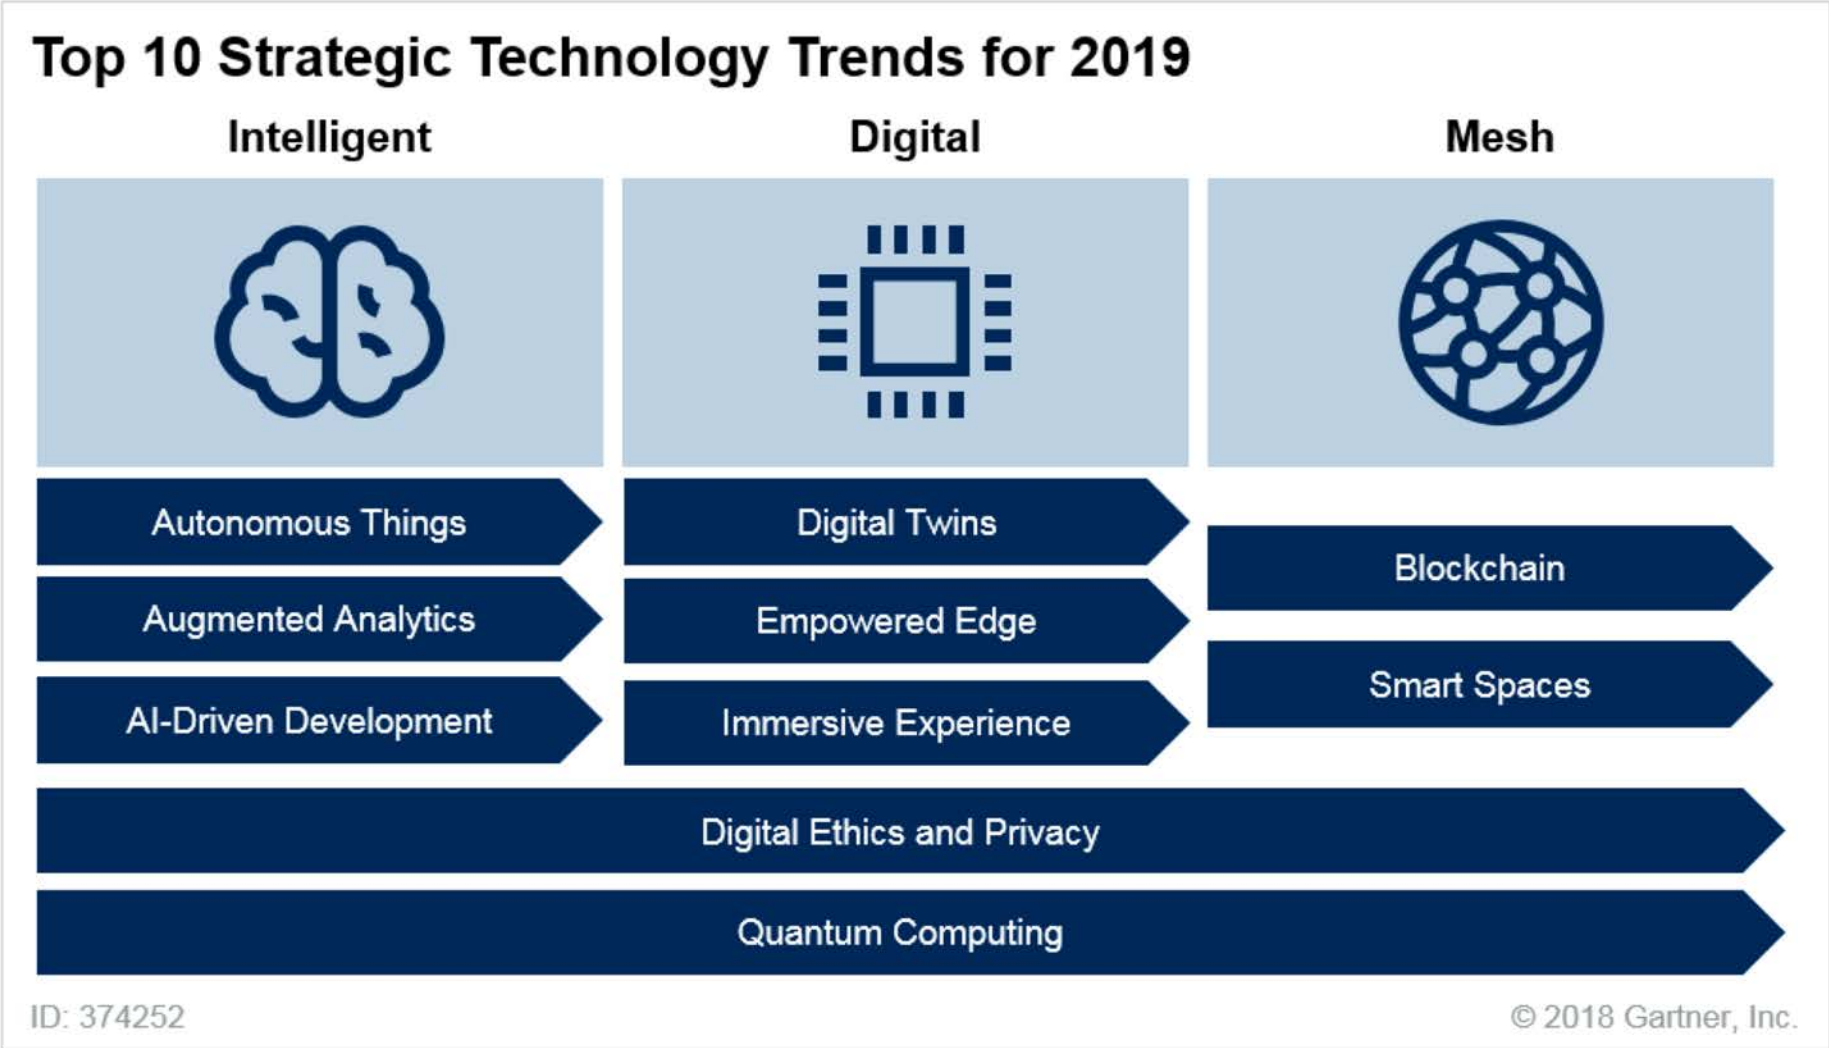 Top 10 Strategic Technology Trends for 2019
Intelligent
Digital
Mesh
Autonomous Things
Augmented Analytics
AI-Driven Development
Digital Twins
Empowered Edge
Immersive Experience
Blockchain
Smart Spaces
Digital Ethics and Privacy
Quantum Computing
ID: 374252
© 2018 Gartner, Inc.